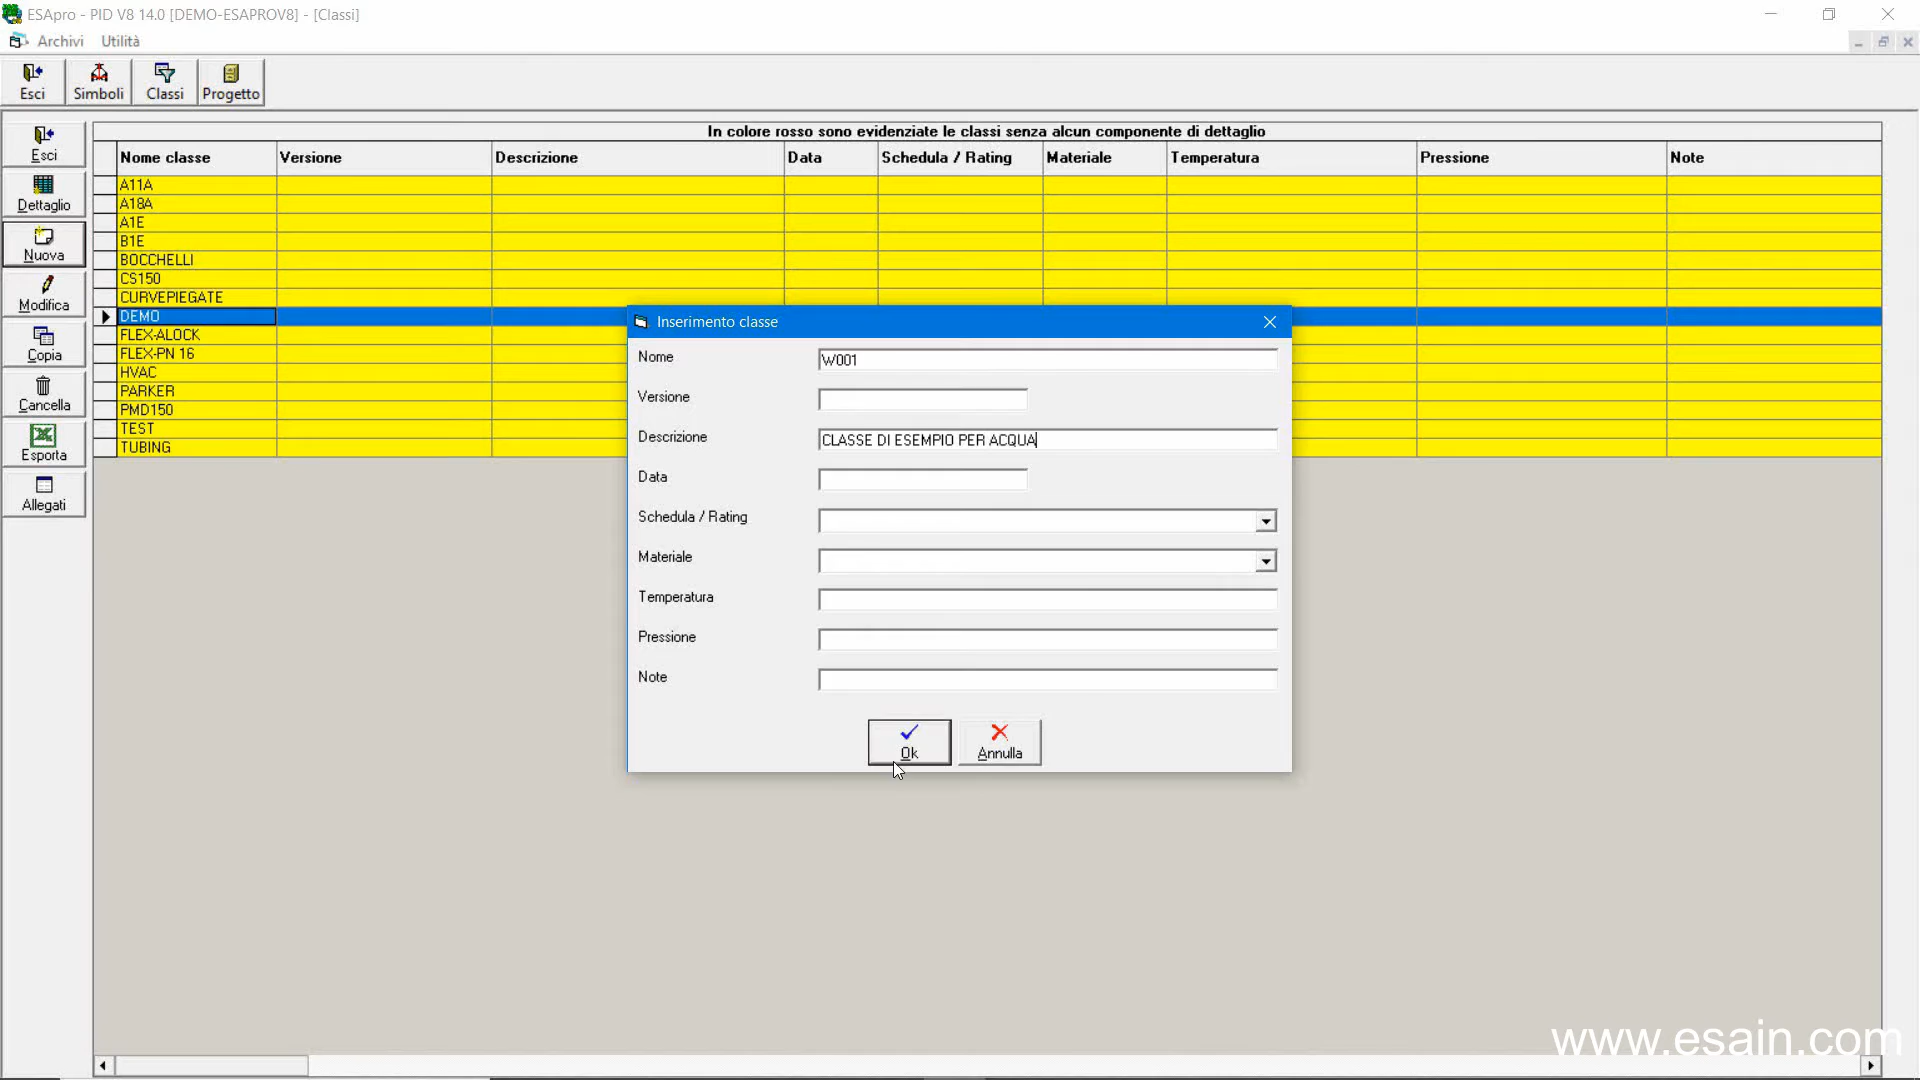 ESApro - PID V8 14.0 [DEMO-ESAPROV8] - [Classi]
Archivi Utilità
Esci Simboli Classi Progetto
Esci
Dettaglio
Nuova
Modifica
Copia
Cancella
Esporta
Allegati
In colore rosso sono evidenziate le classi senza alcun componente di dettaglio
Nome classe Versione Descrizione Data Schedula / Rating Materiale Temperatura Pressione Note
A11A
A18A
A1E
B1E
BOCCHELLI
CS150
CURVEPIEGATE
DEMO
FLEX-ALOCK
FLEX-PN 16
HVAC
PARKER
PMD150
TEST
TUBING
Inserimento classe
Nome W001
Versione
Descrizione CLASSE DI ESEMPIO PER ACQUA
Data
Schedula / Rating
Materiale
Temperatura
Pressione
Note
Ok Annulla
www.esain.com